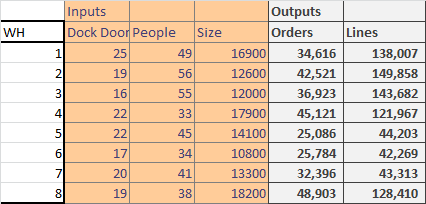 Inputs Outputs
WH Dock Door People Size Orders Lines
1 25 49 16900 34,616 138,007
2 19 56 12600 42,521 149,858
3 16 55 12000 36,923 143,682
4 22 33 17900 45,121 121,967
5 22 45 14100 25,086 44,203
6 17 34 10800 25,784 42,269
7 20 41 13300 32,396 43,313
8 19 38 18200 48,903 128,410